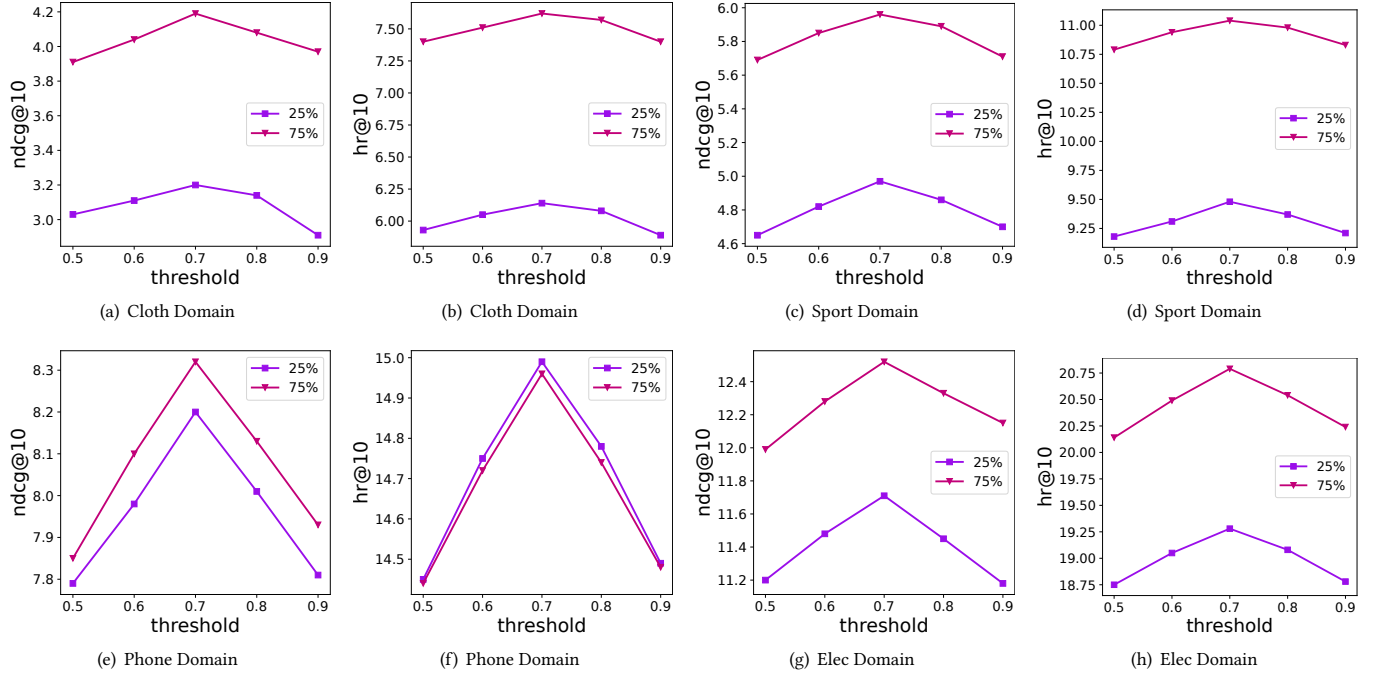 4.2
4.0
3.8
3.6
3.4
3.2
3.0
ndcg@10
25%
75%
0.5 0.6 0.7 0.8 0.9
threshold
(a) Cloth Domain
7.50
7.25
7.00
6.75
6.50
6.25
6.00
hr@10
25%
75%
0.5 0.6 0.7 0.8 0.9
threshold
(b) Cloth Domain
6.0
5.8
5.6
5.4
5.2
5.0
4.8
4.6
ndcg@10
25%
75%
0.5 0.6 0.7 0.8 0.9
threshold
(c) Sport Domain
11.00
10.75
10.50
10.25
10.00
9.75
9.50
9.25
hr@10
25%
75%
0.5 0.6 0.7 0.8 0.9
threshold
(d) Sport Domain
8.3
8.2
8.1
8.0
7.9
7.8
ndcg@10
25%
75%
0.5 0.6 0.7 0.8 0.9
threshold
(e) Phone Domain
15.0
14.9
14.8
14.7
14.6
14.5
hr@10
25%
75%
0.5 0.6 0.7 0.8 0.9
threshold
(f) Phone Domain
12.4
12.2
12.0
11.8
11.6
11.4
11.2
ndcg@10
25%
75%
0.5 0.6 0.7 0.8 0.9
threshold
(g) Elec Domain
20.75
20.50
20.25
20.00
19.75
19.50
19.25
19.00
18.75
hr@10
25%
75%
0.5 0.6 0.7 0.8 0.9
threshold
(h) Elec Domain